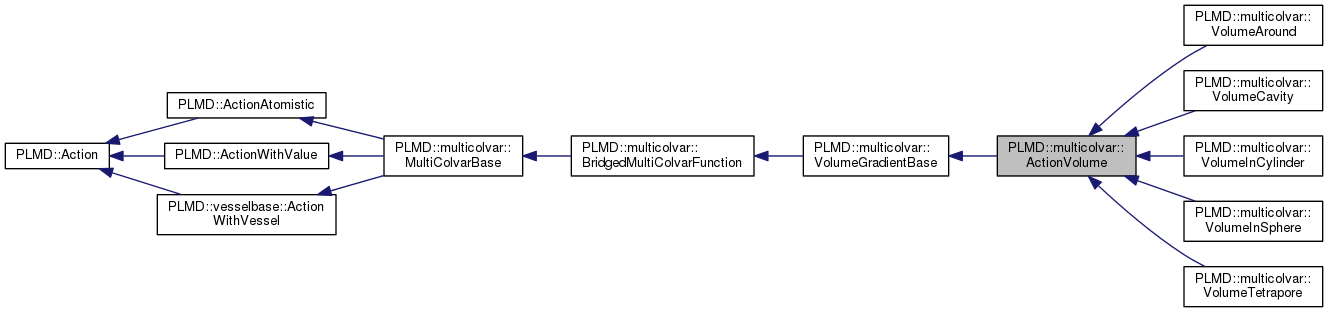 PLMD::Action
PLMD::ActionAtomistic
PLMD::ActionWithValue
PLMD::vesselbase::Action
WithVessel
PLMD::multicolvar::
MultiColvarBase
PLMD::multicolvar::
BridgedMultiColvarFunction
PLMD::multicolvar::
VolumeGradientBase
PLMD::multicolvar::
ActionVolume
PLMD::multicolvar::
VolumeAround
PLMD::multicolvar::
VolumeCavity
PLMD::multicolvar::
VolumeInCylinder
PLMD::multicolvar::
VolumeInSphere
PLMD::multicolvar::
VolumeTetrapore